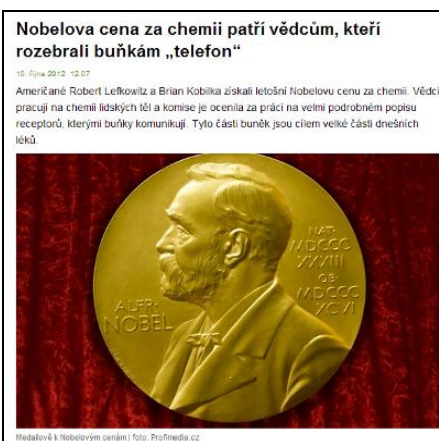 Nobelova cena za chemii patří vědcům, kteří
rozebrali buňkám „telefon“
10. října 2012 12:07
Američané Robert Lefkowitz a Brian Kobilka získali letošní Nobelovu cenu za chemii. Vědci
pracují na chemii lidských těl a komise je ocenila za práci na velmi podrobném popisu
receptorů, kterými buňky komunikují. Tyto části buněk jsou cílem velké části dnešních
léků.
NAT.
MDCCC
XXXIII
OB.
MDCCC
XCVI
ALFR.
NOBEL
Medailové k Nobelovým cenám | foto: Profimedia.cz